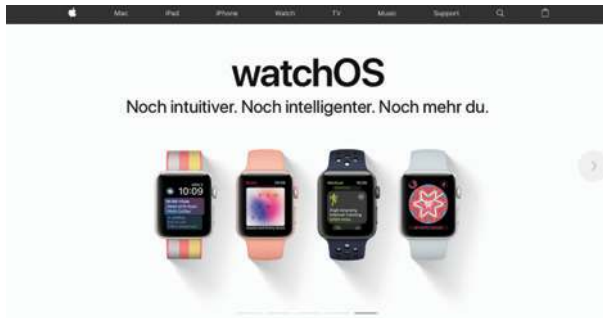 Mac iPad iPhone Watch TV Music Support
watchOS
Noch intuitiver. Noch intelligenter. Noch mehr du.
10:09